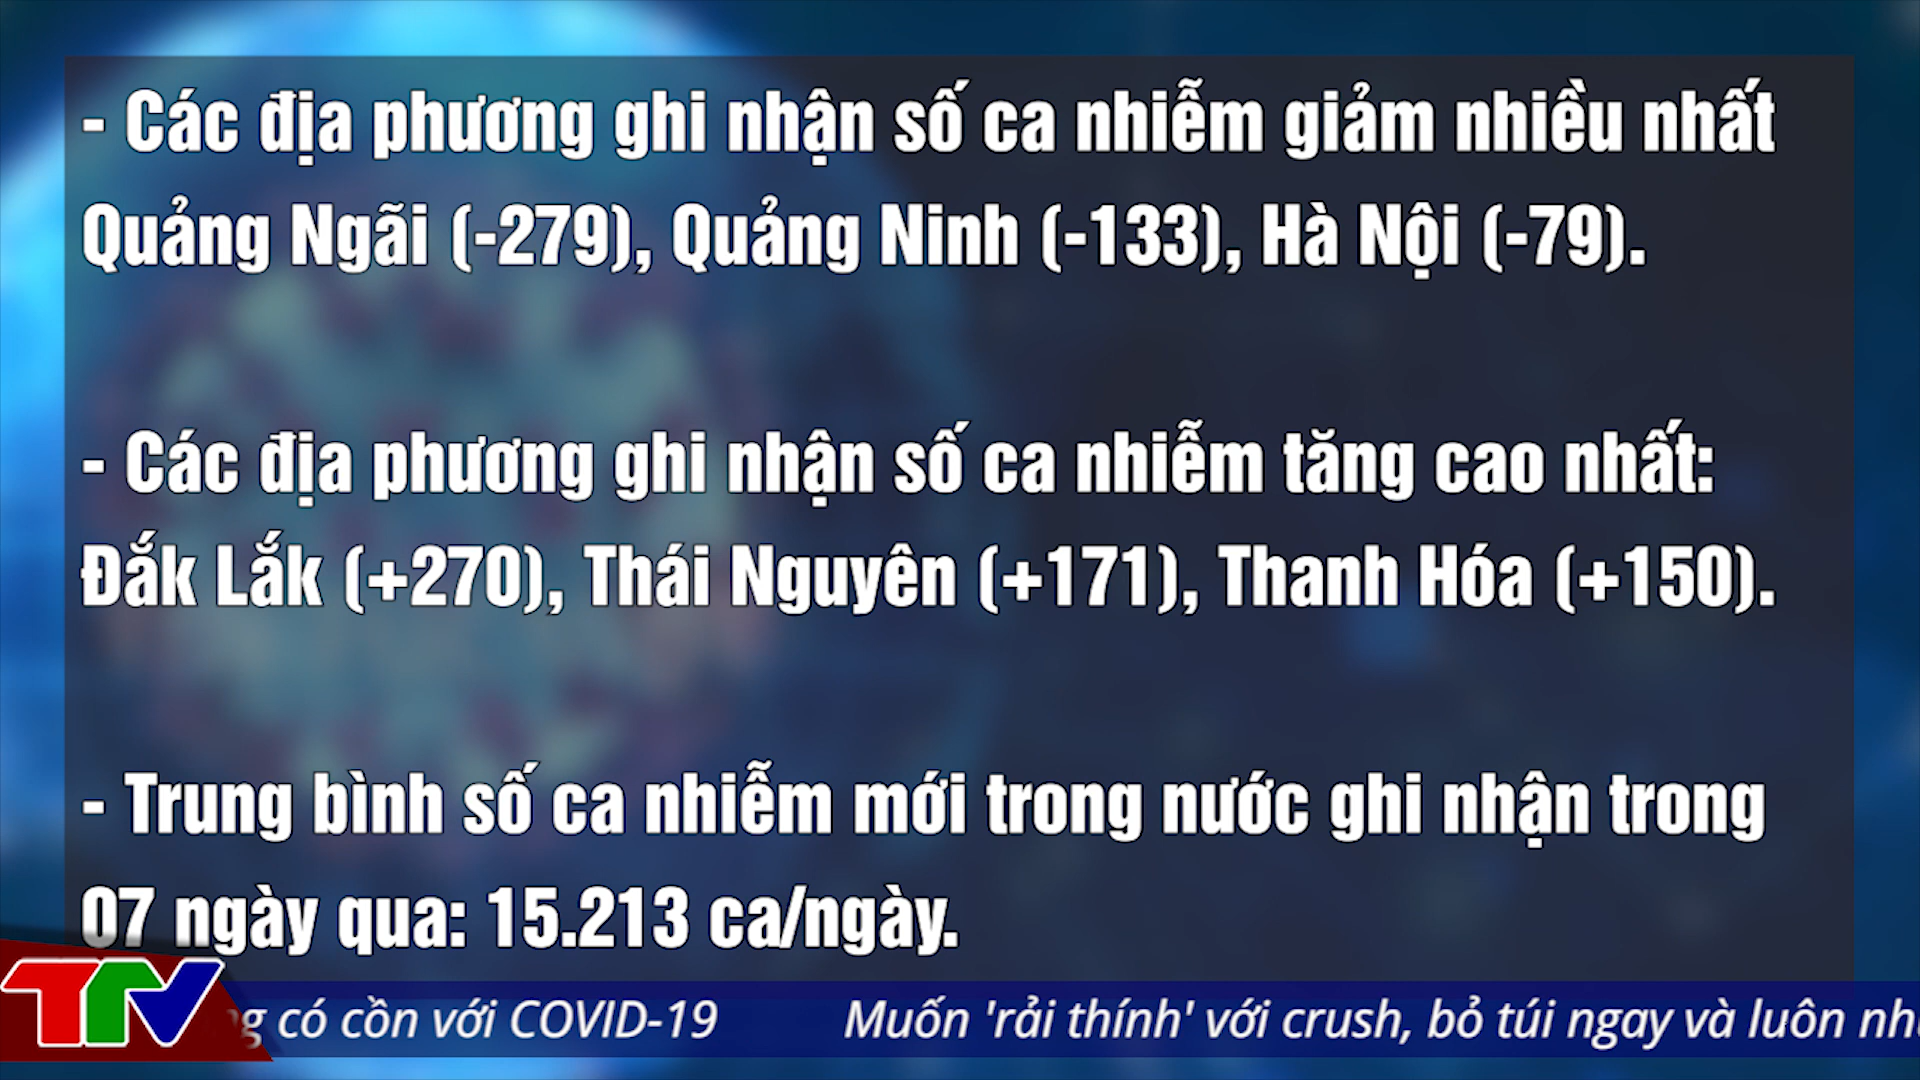 - Các địa phương ghi nhận số ca nhiễm giảm nhiều nhất
Quảng Ngãi (-279), Quảng Ninh (-133), Hà Nội (-79).
- Các địa phương ghi nhận số ca nhiễm tăng cao nhất:
Đắk Lắk (+270), Thái Nguyên (+171), Thanh Hóa (+150).
- Trung bình số ca nhiễm mới trong nước ghi nhận trong
07 ngày qua: 15.213 ca/ngày.
TTV
có cồn với COVID-19 Muốn 'rải thính' với crush, bỏ túi ngay và luôn